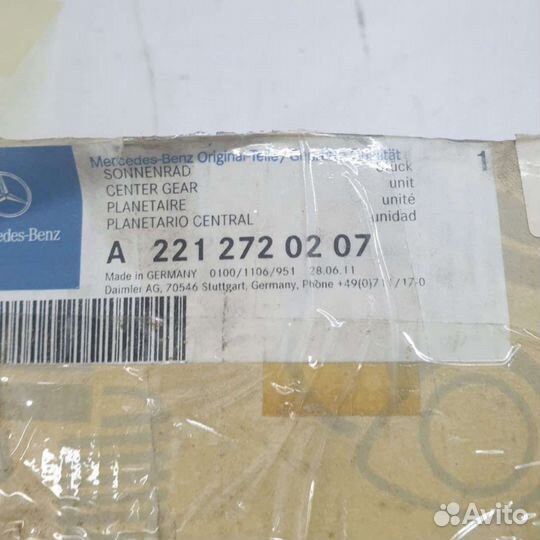 Mercedes-Benz Original-Teile/
SONNENRAD
CENTER GEAR unit
PLANETAIRE unité
PLANETARIO CENTRAL unidad
1
edes-Benz
A 221 272 02 07
Made in GERMANY 0100/1106/951 28.06.11
Daimler AG, 70546 Stuttgart, Germany, Phone
Avito